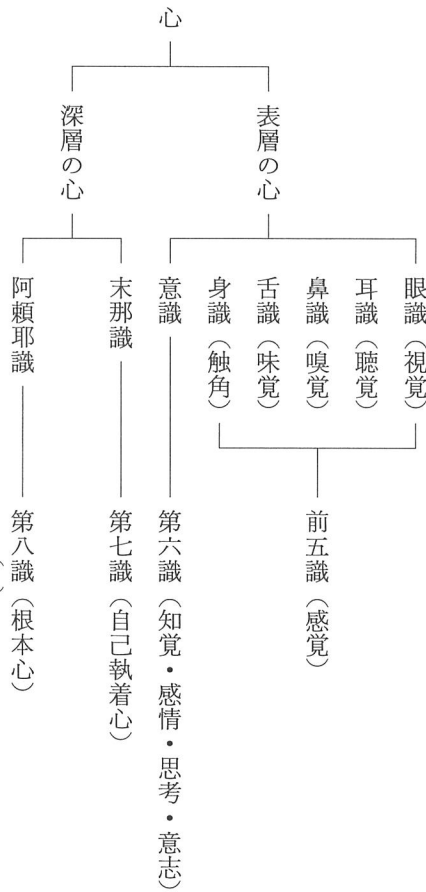 心
表層の心
深層の心
眼識（視覚）
耳識（聴覚）
鼻識（嗅覚）
舌識（味覚）
身識（触角）
意識
末那識
阿頼耶識
前五識（感覚）
第六識（知覚・感情・思考・意志）
第七識（自己執着心）
第八識（根本心）